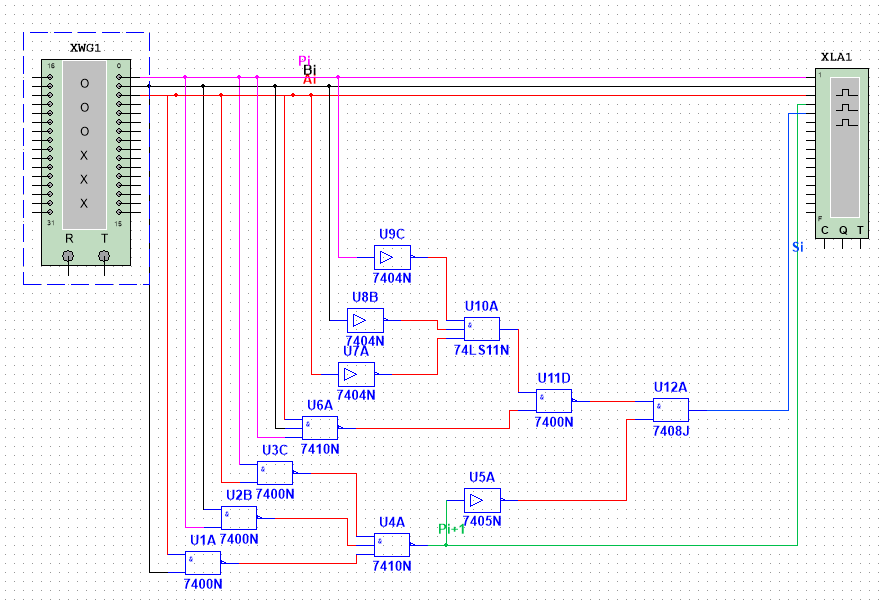 XWG1
16
0
O
O
O
X
X
X
31
15
R
T
Pi
Bi
Ai
XLA1
1
F
C
Q
T
Si
U9C
7404N
U8B
7404N
U7A
7404N
U10A
&
74LS11N
U6A
&
7410N
U11D
&
7400N
U12A
&
7408J
U3C
&
7400N
U2B
&
7400N
U1A
&
7400N
U5A
7405N
Pi+1
U4A
&
7410N